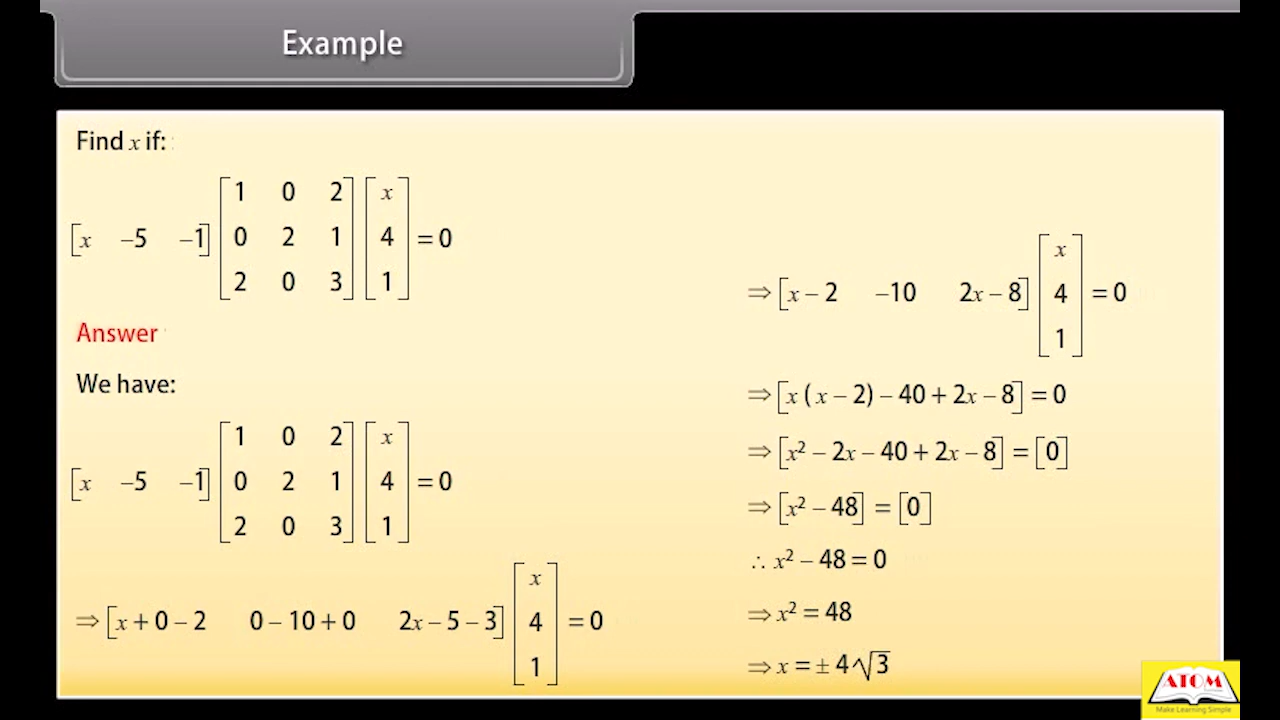 Example
Find x if:
[x –5 –1] [1 0 2; 0 2 1; 2 0 3] [x; 4; 1] = 0
Answer
We have:
[x –5 –1] [1 0 2; 0 2 1; 2 0 3] [x; 4; 1] = 0
⇒ [x + 0 – 2 0 – 10 + 0 2x – 5 – 3] [x; 4; 1] = 0
⇒ [x – 2 –10 2x – 8] [x; 4; 1] = 0
⇒ [x ( x – 2) – 40 + 2x – 8] = 0
⇒ [x² – 2x – 40 + 2x – 8] = [0]
⇒ [x² – 48] = [0]
∴ x² – 48 = 0
⇒ x² = 48
⇒ x = ± 4√3
ATOM
Make Learning Simple